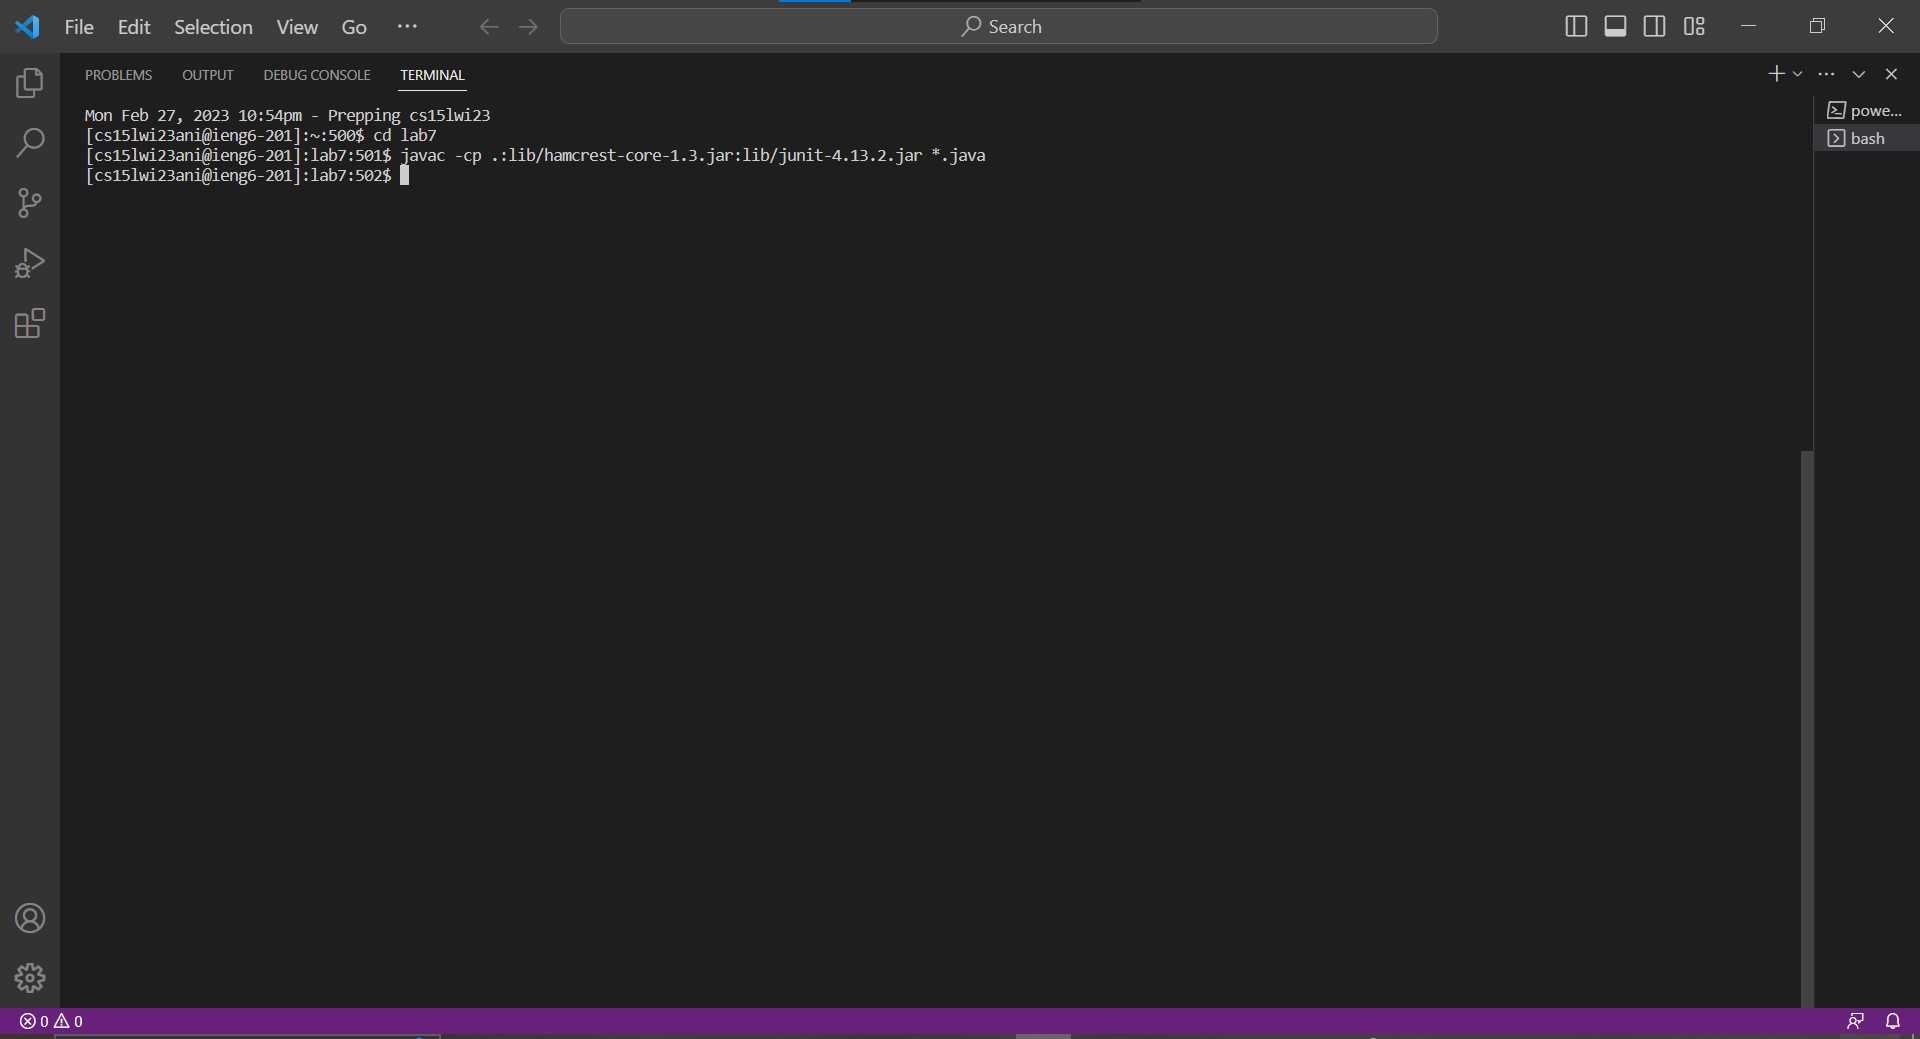 File Edit Selection View Go ··· Search
PROBLEMS OUTPUT DEBUG CONSOLE TERMINAL
Mon Feb 27, 2023 10:54pm - Prepping cs15lwi23
[cs15lwi23ani@ieng6-201]:~:500$ cd lab7
[cs15lwi23ani@ieng6-201]:lab7:501$ javac -cp .:lib/hamcrest-core-1.3.jar:lib/junit-4.13.2.jar *.java
[cs15lwi23ani@ieng6-201]:lab7:502$
powe...
bash
0 0